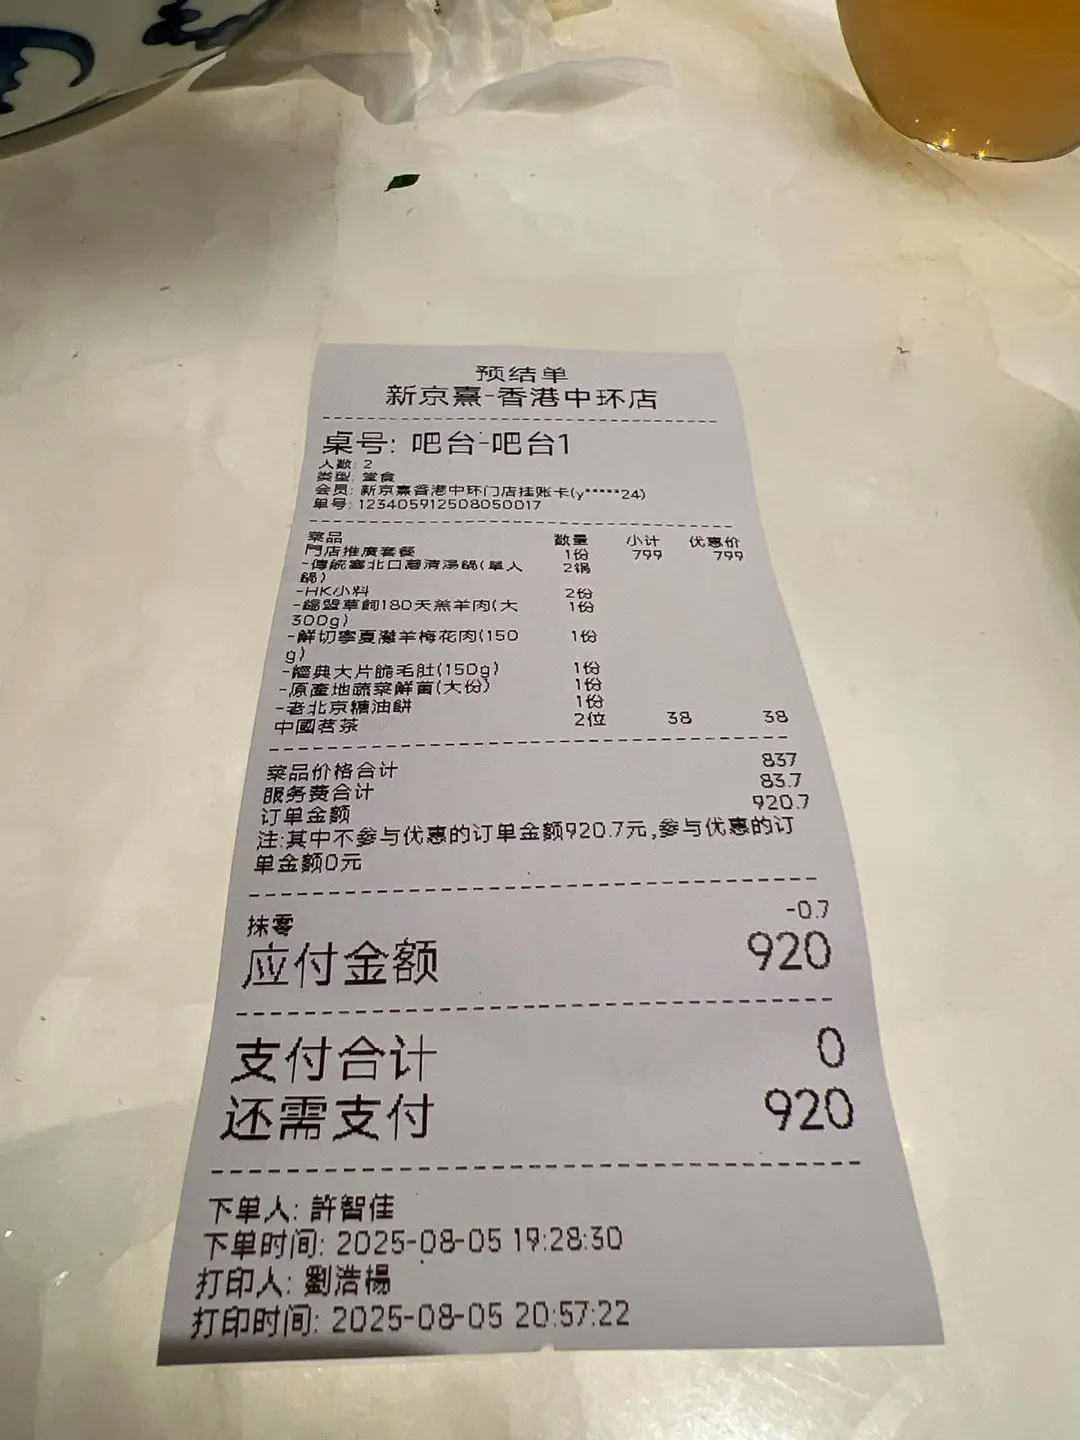 预结单
新京熹-香港中环店
桌号: 吧台-吧台1
人数: 2
类型: 堂食
会员: 新京熹香港中环门店挂账卡(y*****24)
单号: 123405912508050017
菜品 数量 小计 优惠价
門店推廣套餐 1份 799 799
-傳統塞北口蘑清湯鍋(單人 2锅
鍋)
-HK小料 2份
-錫盟草飼180天羔羊肉(大 1份
300g)
-鮮切寧夏灘羊梅花肉(150 1份
g)
-經典大片脆毛肚(150g) 1份
-原產地蔬菜鮮菌(大份) 1份
-老北京糖油餅 1份
中國茗茶 2位 38 38
菜品价格合计 837
服务费合计 83.7
订单金额 920.7
注:其中不参与优惠的订单金额920.7元,参与优惠的订
单金额0元
抹零 -0.7
应付金额 920
支付合计 0
还需支付 920
下单人: 許智佳
下单时间: 2025-08-05 19:28:30
打印人: 劉浩楊
打印时间: 2025-08-05 20:57:22